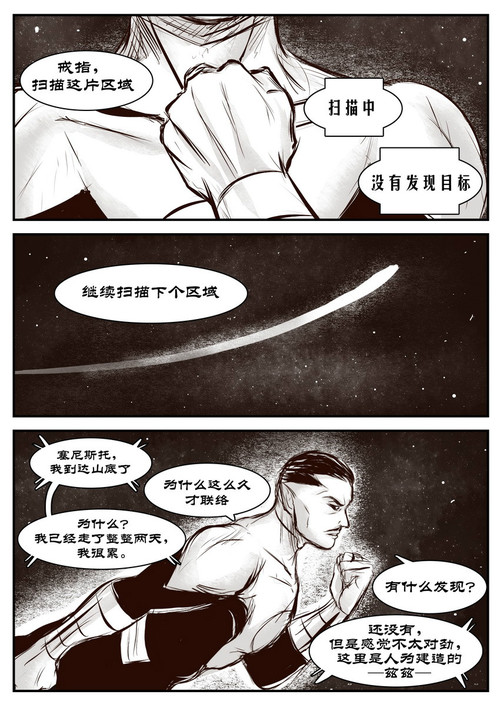 戒指，
扫描这片区域
扫描中
没有发现目标
继续扫描下个区域
塞尼斯托，
我到达山底了
为什么这么久
才联络
为什么？
我已经走了整整两天，
我很累。
有什么发现？
还没有，
但是感觉不太对劲，
这里是人为建造的
—兹兹—